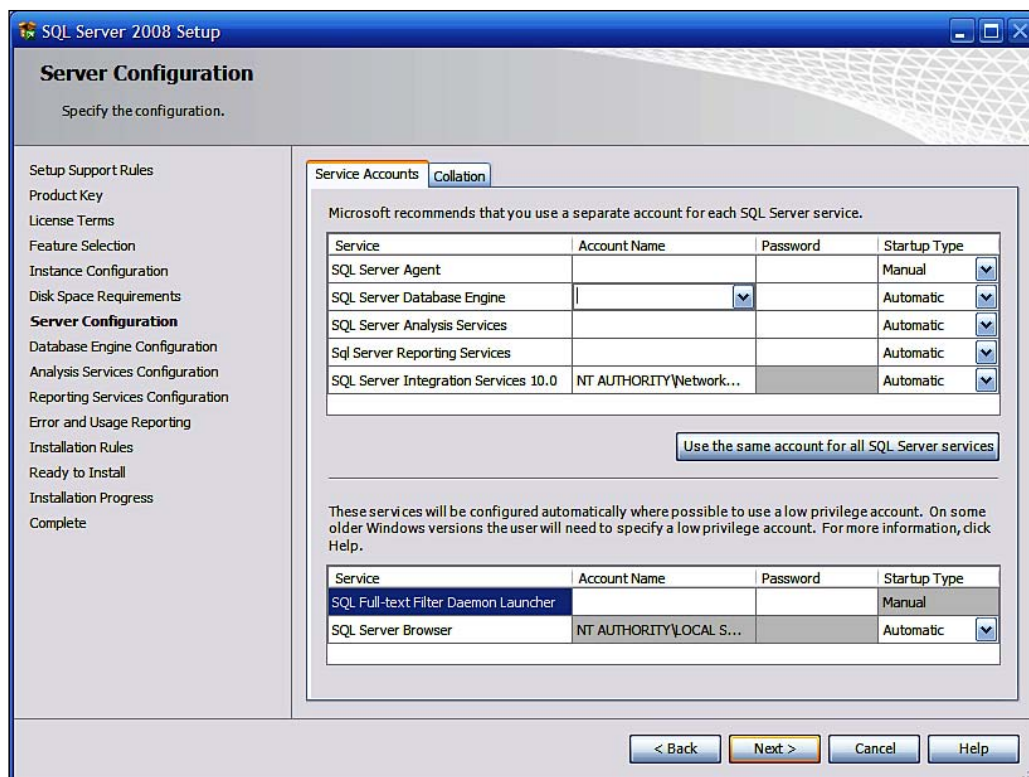 SQL Server 2008 Setup
Server Configuration
Specify the configuration.
Setup Support Rules
Product Key
License Terms
Feature Selection
Instance Configuration
Disk Space Requirements
Server Configuration
Database Engine Configuration
Analysis Services Configuration
Reporting Services Configuration
Error and Usage Reporting
Installation Rules
Ready to Install
Installation Progress
Complete
Service Accounts Collation
Microsoft recommends that you use a separate account for each SQL Server service.
Service Account Name Password Startup Type
SQL Server Agent Manual
SQL Server Database Engine Automatic
SQL Server Analysis Services Automatic
Sql Server Reporting Services Automatic
SQL Server Integration Services 10.0 NT AUTHORITY\Network... Automatic
Use the same account for all SQL Server services
These services will be configured automatically where possible to use a low privilege account. On some
older Windows versions the user will need to specify a low privilege account. For more information, click
Help.
Service Account Name Password Startup Type
SQL Full-text Filter Daemon Launcher Manual
SQL Server Browser NT AUTHORITY\LOCAL S... Automatic
< Back Next > Cancel Help